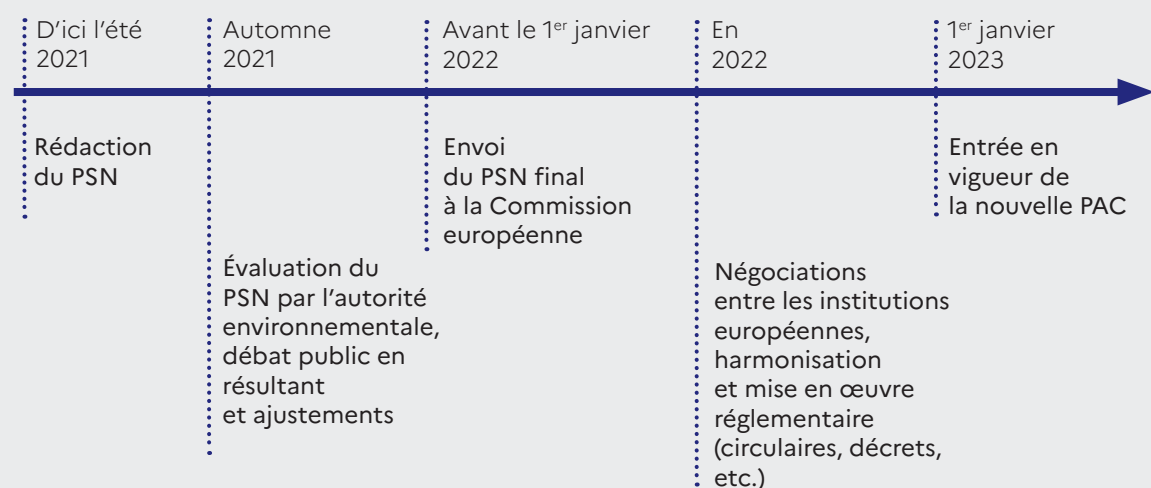 D'ici l'été
2021
Rédaction
du PSN
Automne
2021
Évaluation du
PSN par l'autorité
environnementale,
débat public en
résultant
et ajustements
Avant le 1er janvier
2022
Envoi
du PSN final
à la Commission
européenne
En
2022
Négociations
entre les institutions
européennes,
harmonisation
et mise en œuvre
réglementaire
(circulaires, décrets,
etc.)
1er janvier
2023
Entrée en
vigueur de
la nouvelle PAC